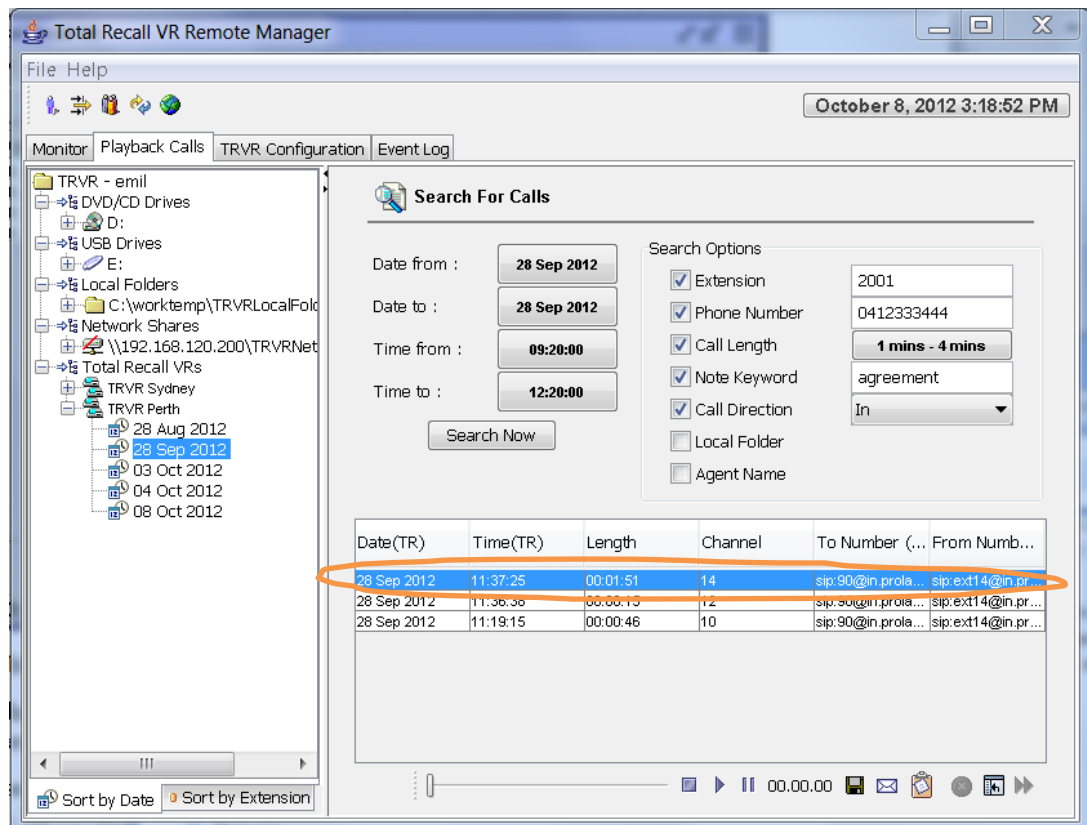 Total Recall VR Remote Manager
File Help
October 8, 2012 3:18:52 PM
Monitor Playback Calls TRVR Configuration Event Log
TRVR - emil
DVD/CD Drives
D:
USB Drives
E:
Local Folders
C:\worktemp\TRVRLocalFold
Network Shares
\\192.168.120.200\TRVRNet
Total Recall VRs
TRVR Sydney
TRVR Perth
28 Aug 2012
28 Sep 2012
03 Oct 2012
04 Oct 2012
08 Oct 2012
Sort by Date Sort by Extension
Search For Calls
Date from : 28 Sep 2012
Date to : 28 Sep 2012
Time from : 09:20:00
Time to : 12:20:00
Search Now
Search Options
Extension 2001
Phone Number 0412333444
Call Length 1 mins - 4 mins
Note Keyword agreement
Call Direction In
Local Folder
Agent Name
Date(TR) Time(TR) Length Channel To Number (... From Numb...
28 Sep 2012 11:37:25 00:01:51 14 sip:90@in.prola... sip:ext14@in.pr...
28 Sep 2012 11:36:38 00:00:15 12 sip:90@in.prola... sip:ext14@in.pr...
28 Sep 2012 11:19:15 00:00:46 10 sip:90@in.prola... sip:ext14@in.pr...
00.00.00